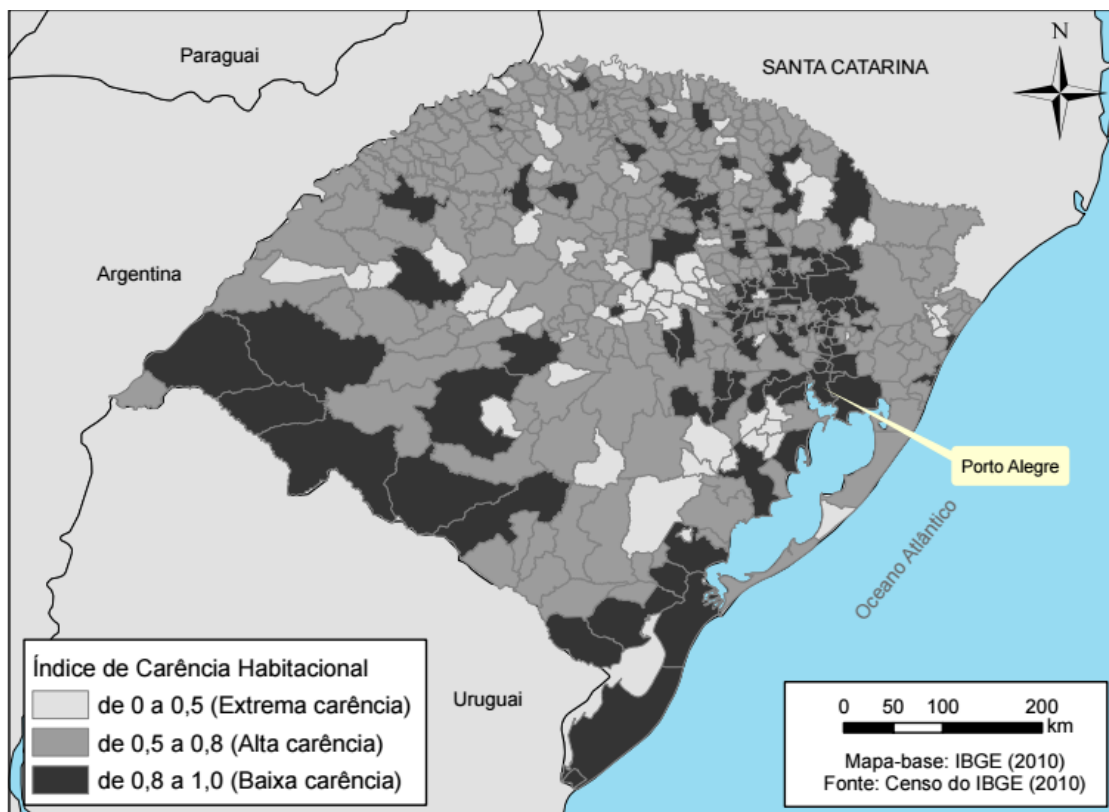 Paraguai
SANTA CATARINA
N
Argentina
Porto Alegre
Oceano Atlântico
Uruguai
Índice de Carência Habitacional
de 0 a 0,5 (Extrema carência)
de 0,5 a 0,8 (Alta carência)
de 0,8 a 1,0 (Baixa carência)
0 50 100 200
km
Mapa-base: IBGE (2010)
Fonte: Censo do IBGE (2010)